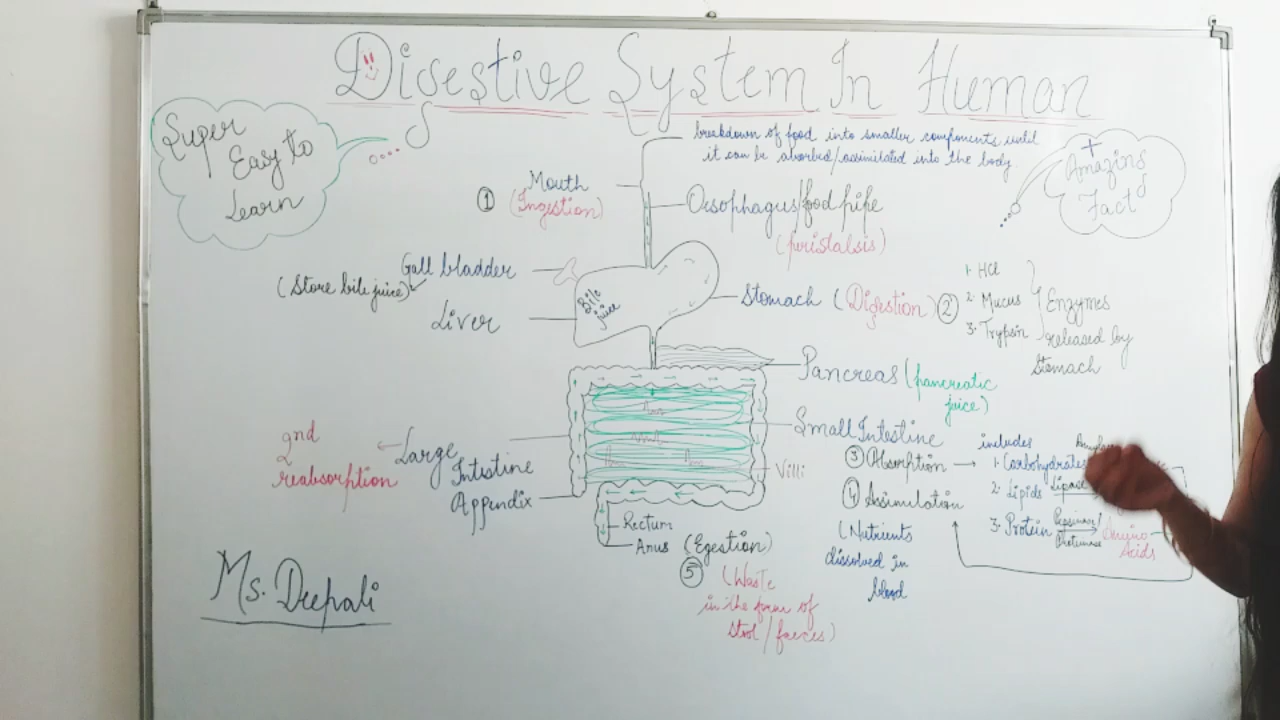 Digestive System In Human
Super
Easy to
Learn
breakdown of food into smaller components until
it can be absorbed/assimilated into the body
+
Amazing
Fact
Mouth
① (Ingestion)
Oesophagus/food pipe
(peristalsis)
Gall bladder
(Store bile juice)
Liver
Bile
juice
Stomach (Digestion) ②
1. HCl
2. Mucus
3. Trypsin
Enzymes
released by
Stomach
Pancreas (pancreatic
juice)
Small Intestine
③ Absorption →
④ Assimilation
(Nutrients
dissolved in
blood
includes
1. Carbohydrates
2. Lipids Lipase
3. Protein
Amino
Acids
Villi
2nd
reabsorption
Large
Intistine
Appendix
Rectum
Anus (Egestion)
⑤ (Waste
in the form of
stool/faeces)
Ms. Deepali